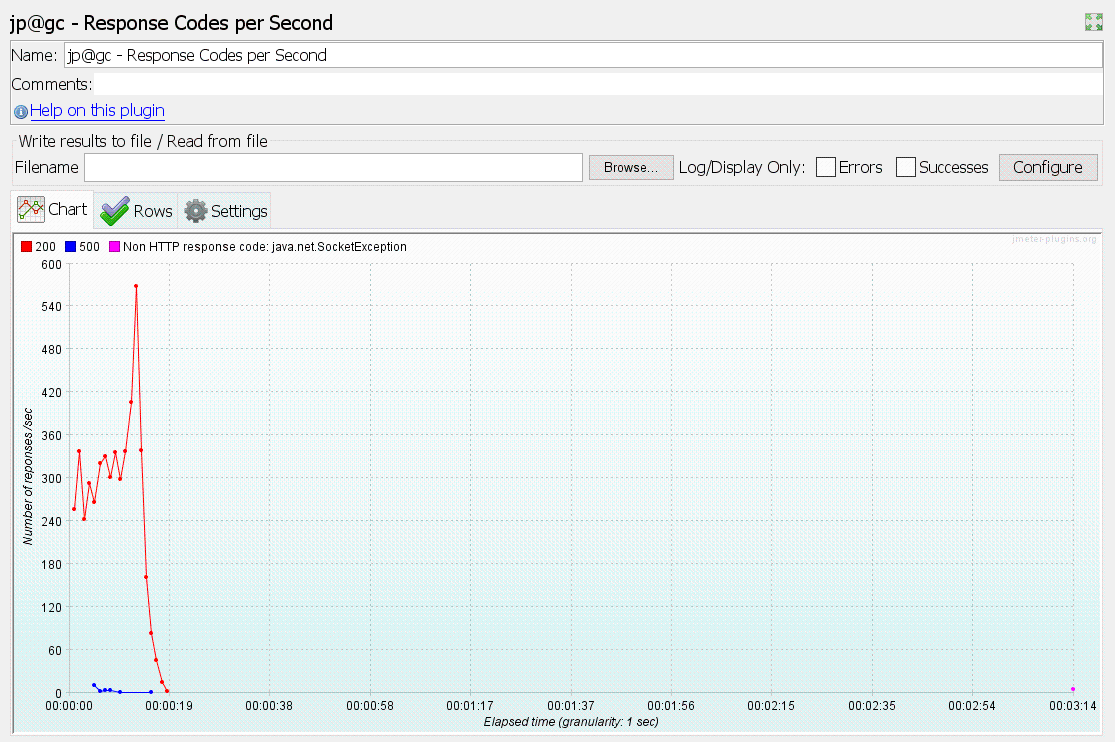 jp@gc - Response Codes per Second
Name: jp@gc - Response Codes per Second
Comments:
Help on this plugin
Write results to file / Read from file
Filename Browse... Log/Display Only: Errors Successes Configure
Chart Rows Settings
jmeter-plugins.org
200 500 Non HTTP response code: java.net.SocketException
600
540
480
420
360
300
240
180
120
60
0
Number of reponses /sec
00:00:00 00:00:19 00:00:38 00:00:58 00:01:17 00:01:37 00:01:56 00:02:15 00:02:35 00:02:54 00:03:14
Elapsed time (granularity: 1 sec)